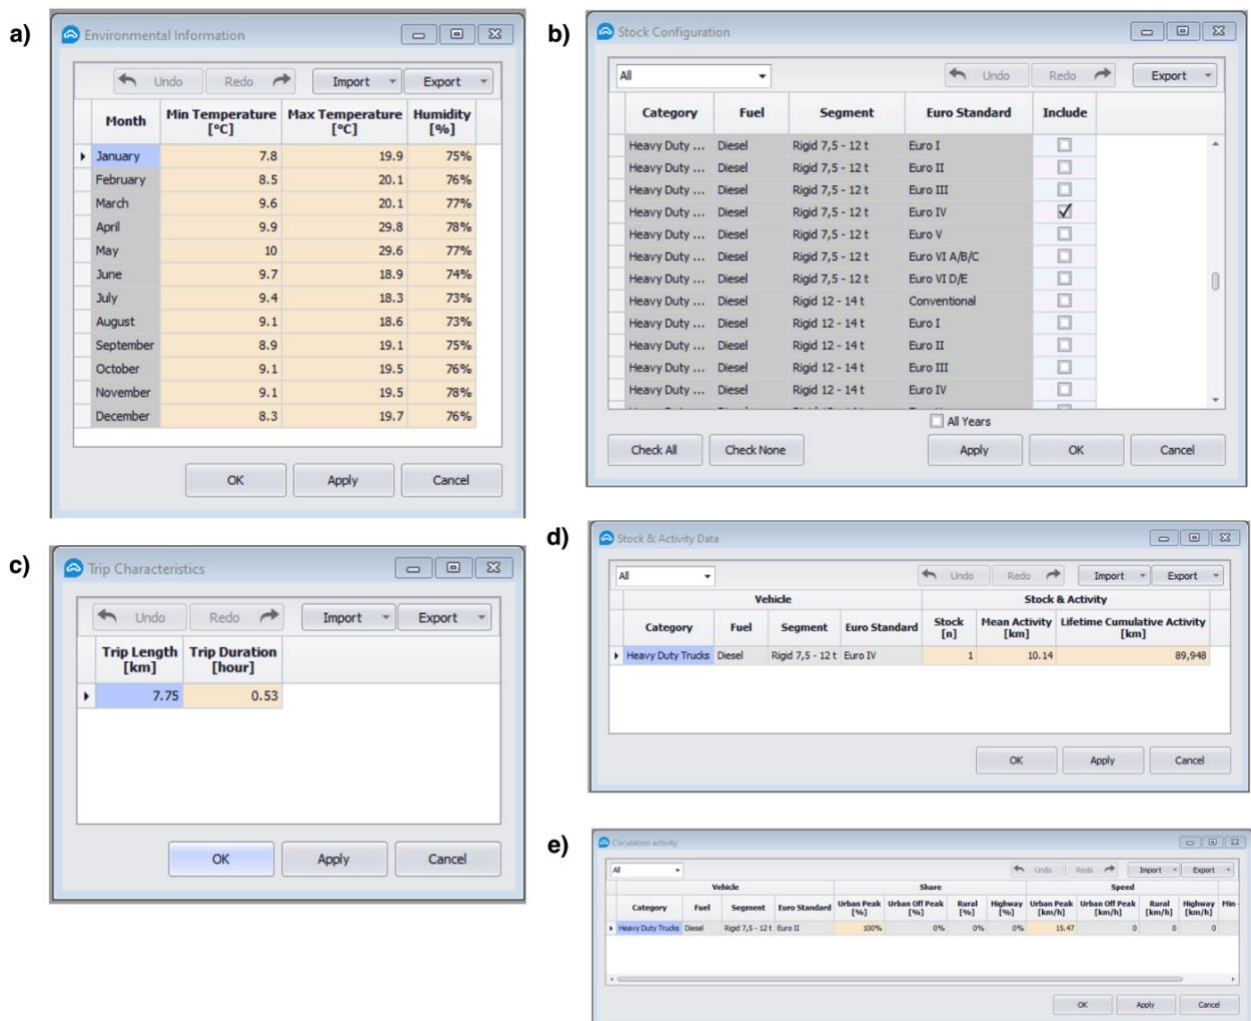 a)
Environmental Information
Undo Redo Import Export
Month Min Temperature [°C] Max Temperature [°C] Humidity [%]
January 7.8 19.9 75%
February 8.5 20.1 76%
March 9.6 20.1 77%
April 9.9 29.8 78%
May 10 29.6 77%
June 9.7 18.9 74%
July 9.4 18.3 73%
August 9.1 18.6 73%
September 8.9 19.1 75%
October 9.1 19.5 76%
November 9.1 19.5 78%
December 8.3 19.7 76%
OK Apply Cancel
b)
Stock Configuration
All Undo Redo Export
Category Fuel Segment Euro Standard Include
Heavy Duty ... Diesel Rigid 7,5 - 12 t Euro I
Heavy Duty ... Diesel Rigid 7,5 - 12 t Euro II
Heavy Duty ... Diesel Rigid 7,5 - 12 t Euro III
Heavy Duty ... Diesel Rigid 7,5 - 12 t Euro IV
Heavy Duty ... Diesel Rigid 7,5 - 12 t Euro V
Heavy Duty ... Diesel Rigid 7,5 - 12 t Euro VI A/B/C
Heavy Duty ... Diesel Rigid 7,5 - 12 t Euro VI D/E
Heavy Duty ... Diesel Rigid 12 - 14 t Conventional
Heavy Duty ... Diesel Rigid 12 - 14 t Euro I
Heavy Duty ... Diesel Rigid 12 - 14 t Euro II
Heavy Duty ... Diesel Rigid 12 - 14 t Euro III
Heavy Duty ... Diesel Rigid 12 - 14 t Euro IV
All Years
Check All Check None Apply OK Cancel
c)
Trip Characteristics
Undo Redo Import Export
Trip Length [km] Trip Duration [hour]
7.75 0.53
OK Apply Cancel
d)
Stock & Activity Data
All Undo Redo Import Export
Vehicle Stock & Activity
Category Fuel Segment Euro Standard Stock [n] Mean Activity [km] Lifetime Cumulative Activity [km]
Heavy Duty Trucks Diesel Rigid 7,5 - 12 t Euro IV 1 10.14 89,948
OK Apply Cancel
e)
Circulation activity
All Undo Redo Import Export
Vehicle Share Speed
Category Fuel Segment Euro Standard Urban Peak [%] Urban Off Peak [%] Rural [%] Highway [%] Urban Peak [km/h] Urban Off Peak [km/h] Rural [km/h] Highway [km/h] Min
Heavy Duty Trucks Diesel Rigid 7,5 - 12 t Euro II 100% 0% 0% 0% 15.47 0 0 0
OK Apply Cancel